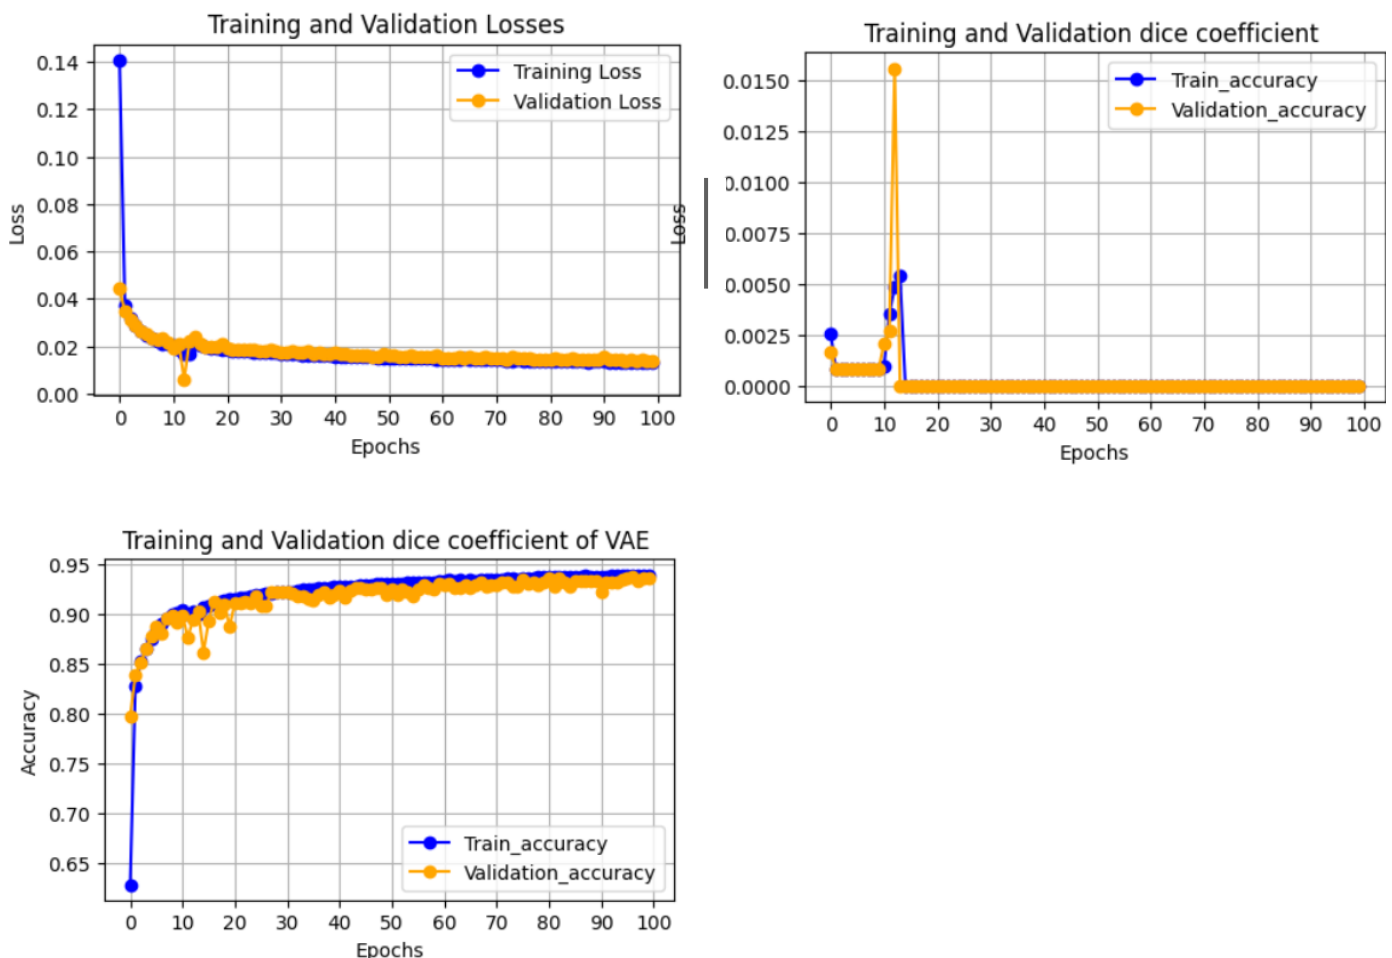 Training and Validation Losses
0.14
0.12
0.10
0.08
0.06
0.04
0.02
0.00
Loss
Training Loss
Validation Loss
0 10 20 30 40 50 60 70 80 90 100
Epochs
Training and Validation dice coefficient
0.0150
0.0125
0.0100
0.0075
0.0050
0.0025
0.0000
Loss
Train_accuracy
Validation_accuracy
0 10 20 30 40 50 60 70 80 90 100
Epochs
Training and Validation dice coefficient of VAE
0.95
0.90
0.85
0.80
0.75
0.70
0.65
Accuracy
Train_accuracy
Validation_accuracy
0 10 20 30 40 50 60 70 80 90 100
Epochs